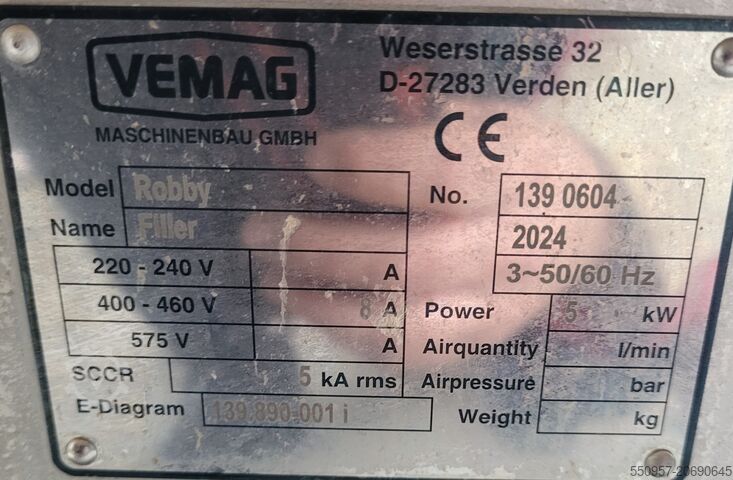 VEMAG
MASCHINENBAU GMBH
Weserstrasse 32
D-27283 Verden (Aller)
CE
Model Robby No. 139 0604
Name Filler 2024
220 - 240 V A 3~50/60 Hz
400 - 460 V 8 A Power 5 kW
575 V A Airquantity l/min
SCCR 5 kA rms Airpressure bar
E-Diagram 139.890-001 i Weight kg
550957-20690645